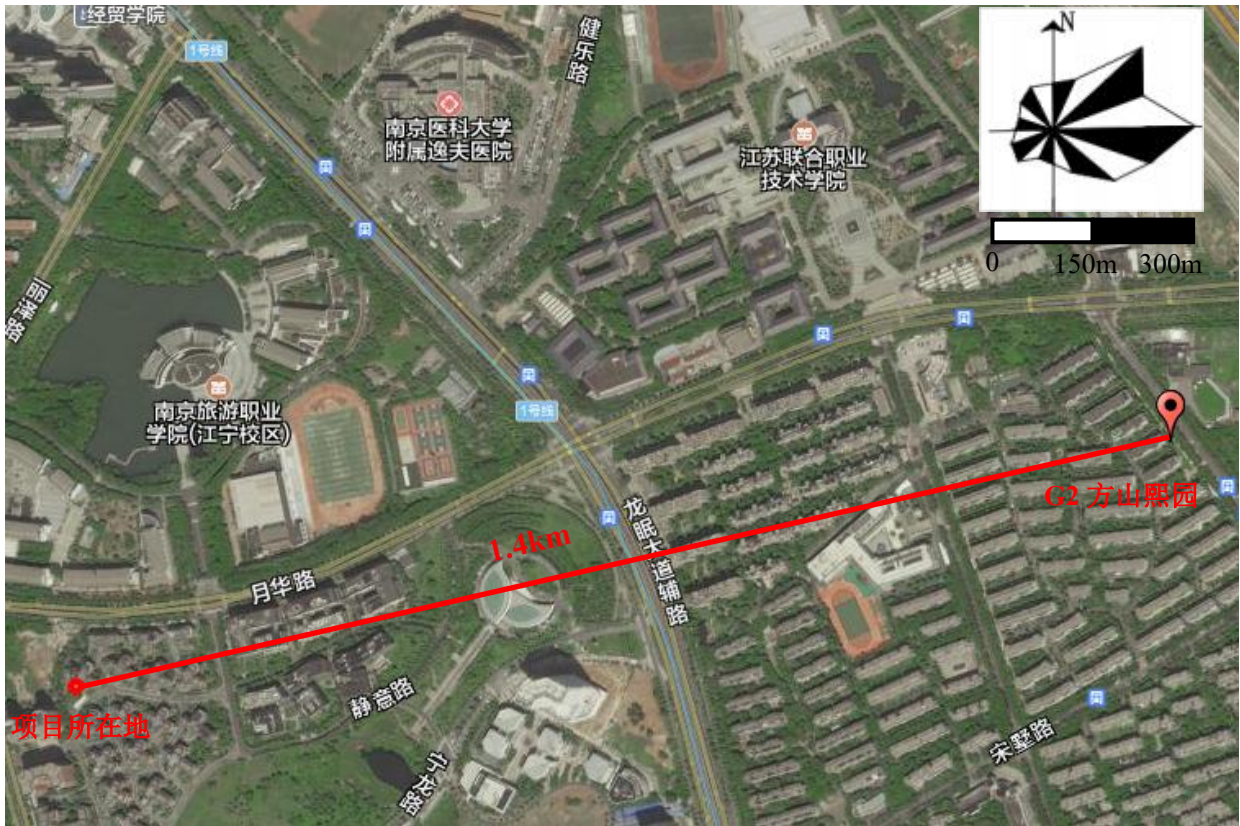 经贸学院
1号线
健乐路
N
南京医科大学
附属逸夫医院
江苏联合职业
技术学院
0 150m 300m
丽泽路
南京旅游职业
学院(江宁校区)
1号线
G2 方山熙园
龙眠大道辅路
1.4km
月华路
静意路
项目所在地
宁龙路
宋墅路